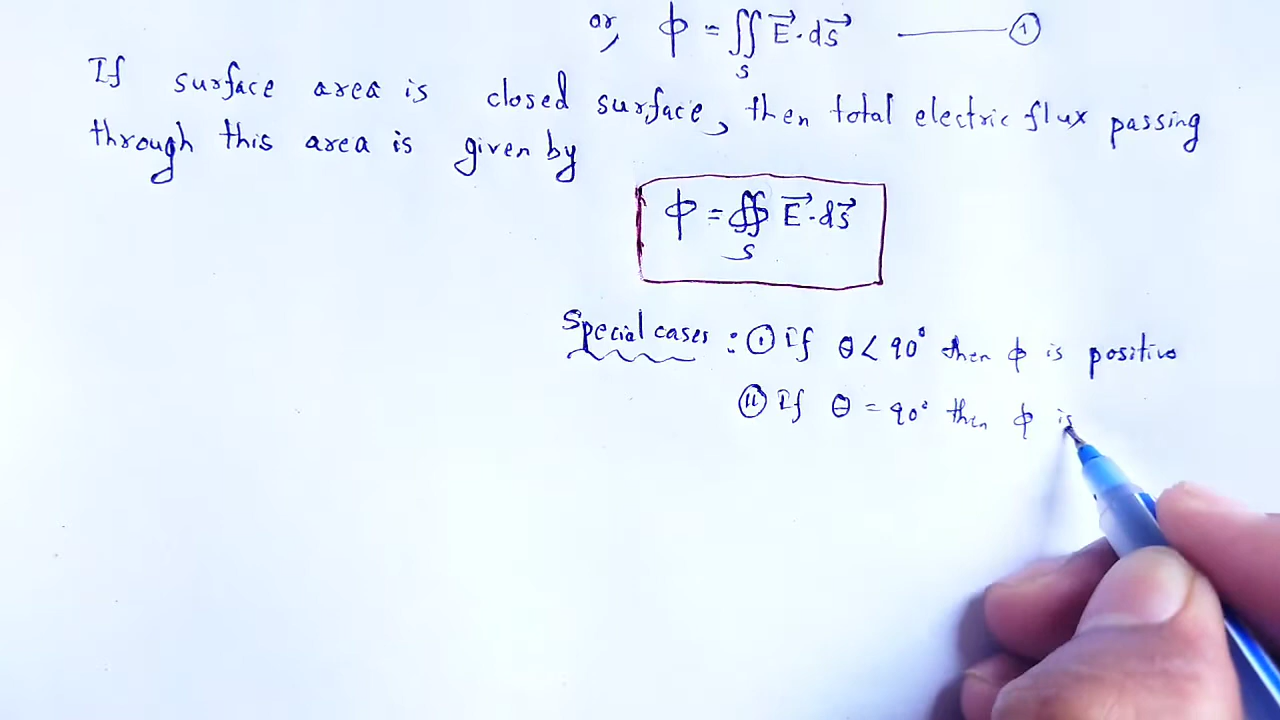 or, ϕ = ∬ E⃗ · ds⃗ ——— ①
S
If surface area is closed surface, then total electric flux passing
through this area is given by
ϕ = ∯ E⃗ · ds⃗
S
Special cases : Ⓘ If θ < 90° then ϕ is positive
Ⓘⓘ If θ = 90° then ϕ is